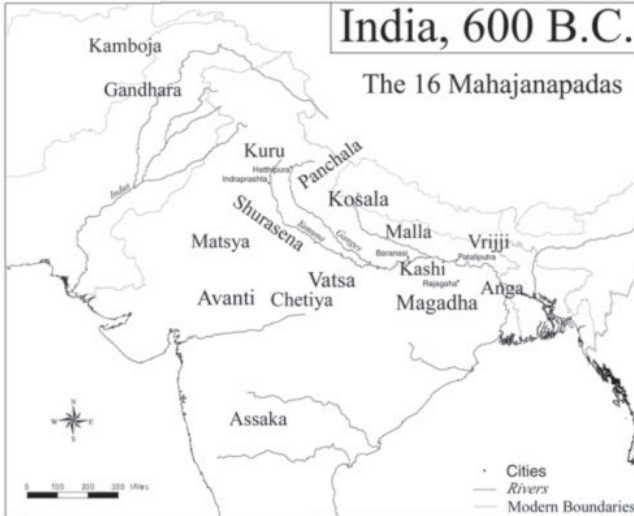 India, 600 B.C.
The 16 Mahajanapadas
Kamboja
Gandhara
Indus
Kuru
Hatthipura
Indraprashta
Panchala
Kosala
Shurasena
Yamuna
Ganges
Matsya
Malla
Vrijji
Pataliputra
Baranasi
Kashi
Rajagaha
Anga
Vatsa
Avanti
Chetiya
Magadha
Assaka
N
W E
S
0 100 200 300 Miles
Cities
Rivers
Modern Boundaries